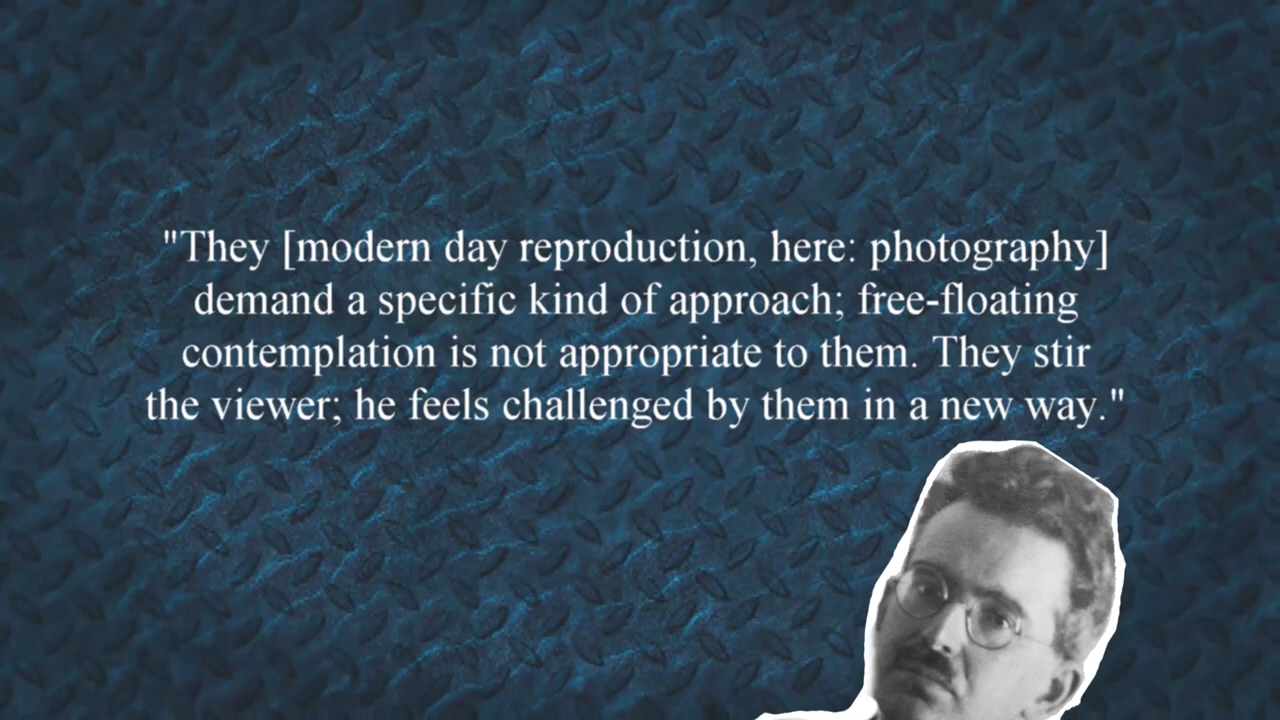 "They [modern day reproduction, here: photography]
demand a specific kind of approach; free-floating
contemplation is not appropriate to them. They stir
the viewer; he feels challenged by them in a new way."